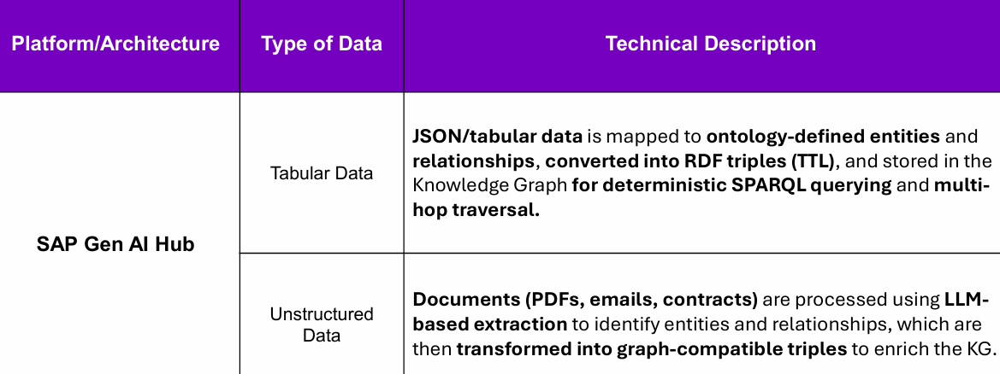 Platform/Architecture
Type of Data
Technical Description
SAP Gen AI Hub
Tabular Data
JSON/tabular data is mapped to ontology-defined entities and
relationships, converted into RDF triples (TTL), and stored in the
Knowledge Graph for deterministic SPARQL querying and multi-
hop traversal.
Unstructured
Data
Documents (PDFs, emails, contracts) are processed using LLM-
based extraction to identify entities and relationships, which are
then transformed into graph-compatible triples to enrich the KG.